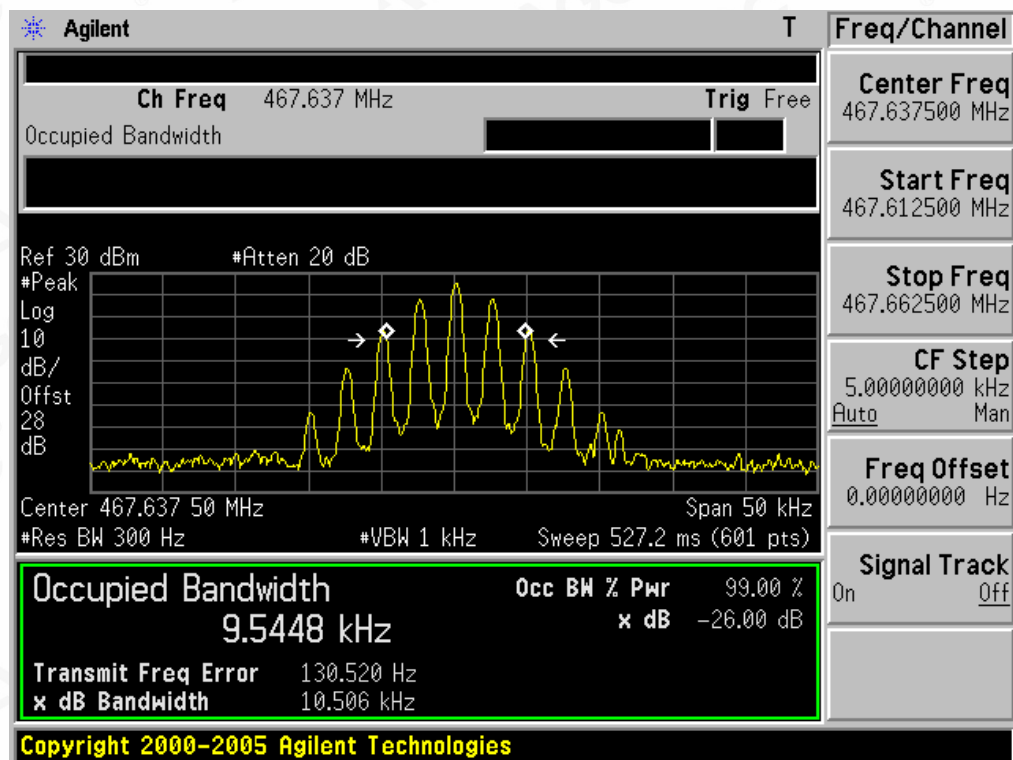 Agilent T Freq/Channel
Ch Freq 467.637 MHz Trig Free
Occupied Bandwidth
Center Freq
467.637500 MHz
Start Freq
467.612500 MHz
Stop Freq
467.662500 MHz
CF Step
5.00000000 kHz
Auto Man
Freq Offset
0.00000000 Hz
Signal Track
On Off
Ref 30 dBm #Atten 20 dB
#Peak
Log
10
dB/
Offst
28
dB
Center 467.637 50 MHz Span 50 kHz
#Res BW 300 Hz #VBW 1 kHz Sweep 527.2 ms (601 pts)
Occupied Bandwidth Occ BW % Pwr 99.00 %
9.5448 kHz x dB -26.00 dB
Transmit Freq Error 130.520 Hz
x dB Bandwidth 10.506 kHz
Copyright 2000-2005 Agilent Technologies